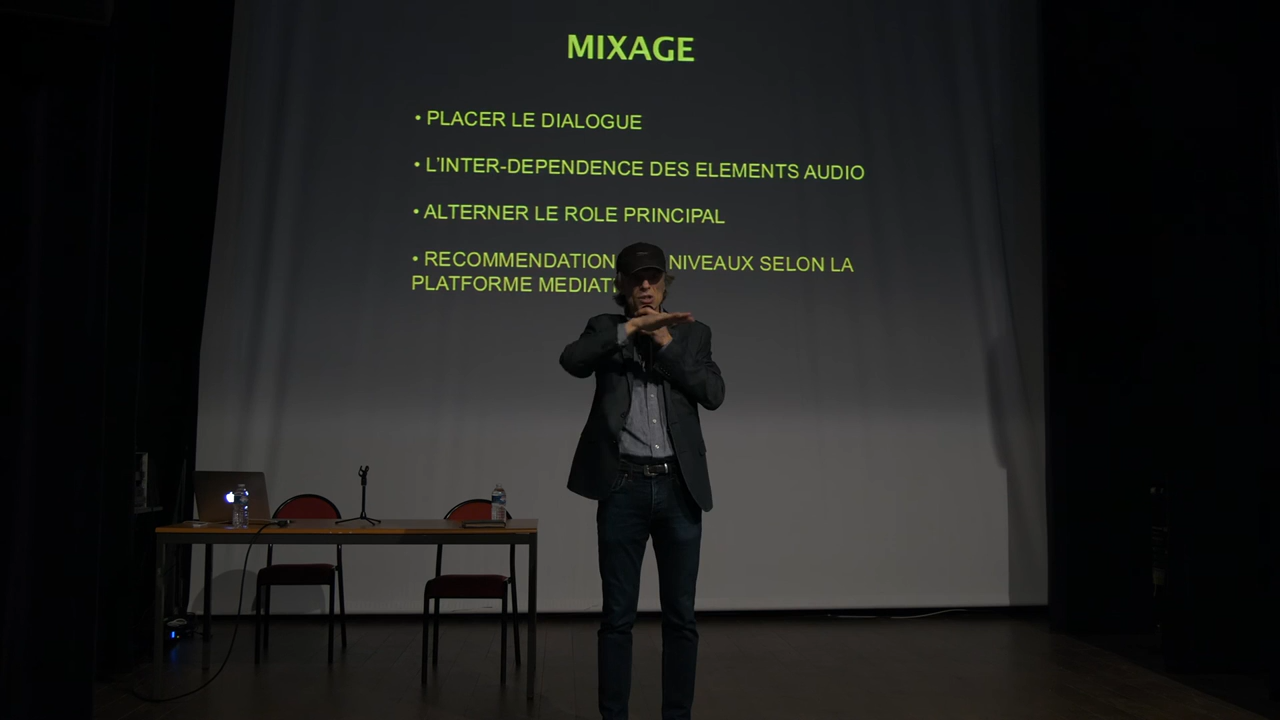 MIXAGE
• PLACER LE DIALOGUE
• L'INTER-DEPENDENCE DES ELEMENTS AUDIO
• ALTERNER LE ROLE PRINCIPAL
• RECOMMENDATION NIVEAUX SELON LA
PLATFORME